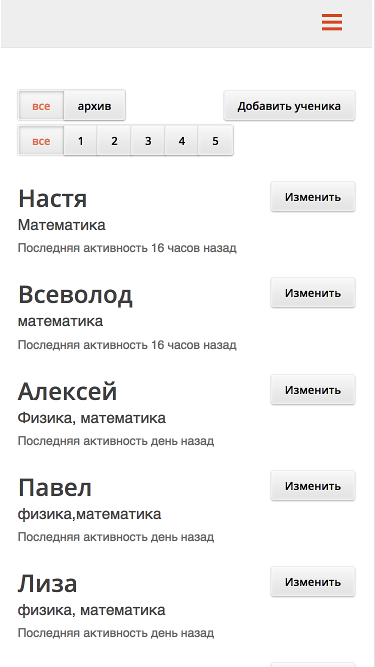 все архив Добавить ученика
все 1 2 3 4 5
Настя Изменить
Математика
Последняя активность 16 часов назад
Всеволод Изменить
математика
Последняя активность 16 часов назад
Алексей Изменить
Физика, математика
Последняя активность день назад
Павел Изменить
физика,математика
Последняя активность день назад
Лиза Изменить
физика, математика
Последняя активность день назад